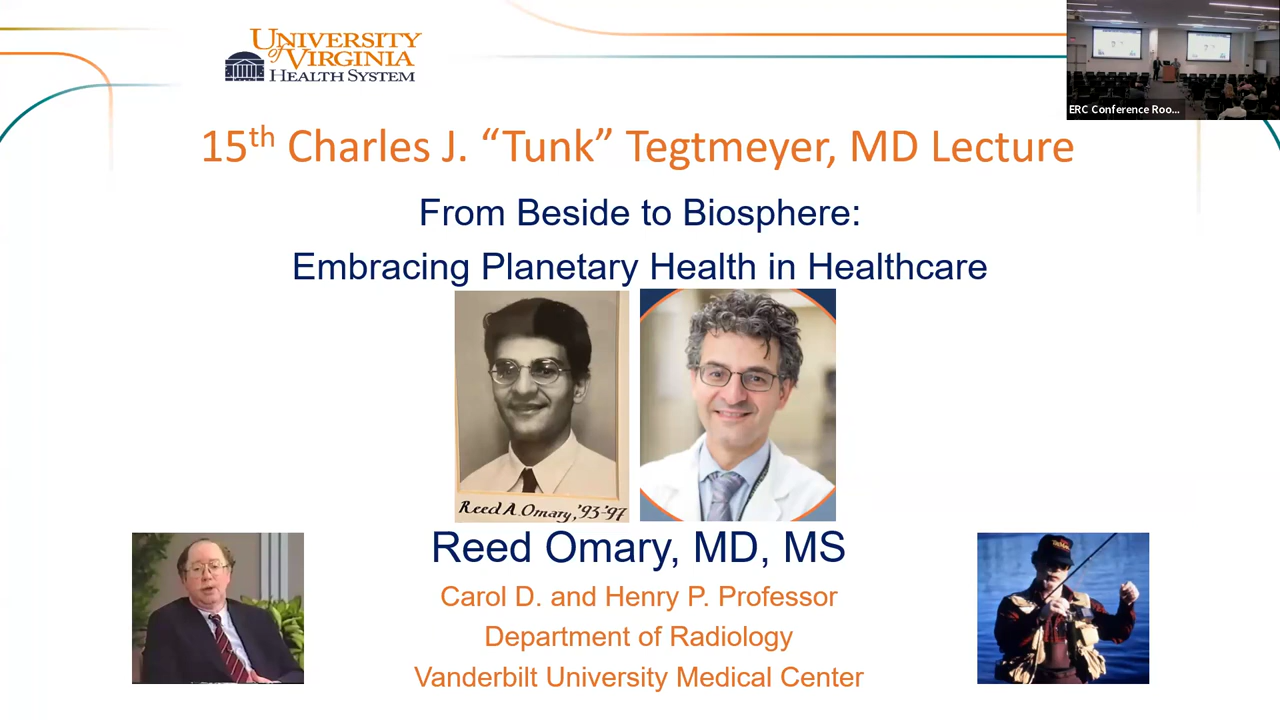 UNIVERSITY
of VIRGINIA
HEALTH SYSTEM
ERC Conference Roo...
15th Charles J. “Tunk” Tegtmeyer, MD Lecture
From Beside to Biosphere:
Embracing Planetary Health in Healthcare
Reed A. Omary, '93-'97
Reed Omary, MD, MS
Carol D. and Henry P. Professor
Department of Radiology
Vanderbilt University Medical Center